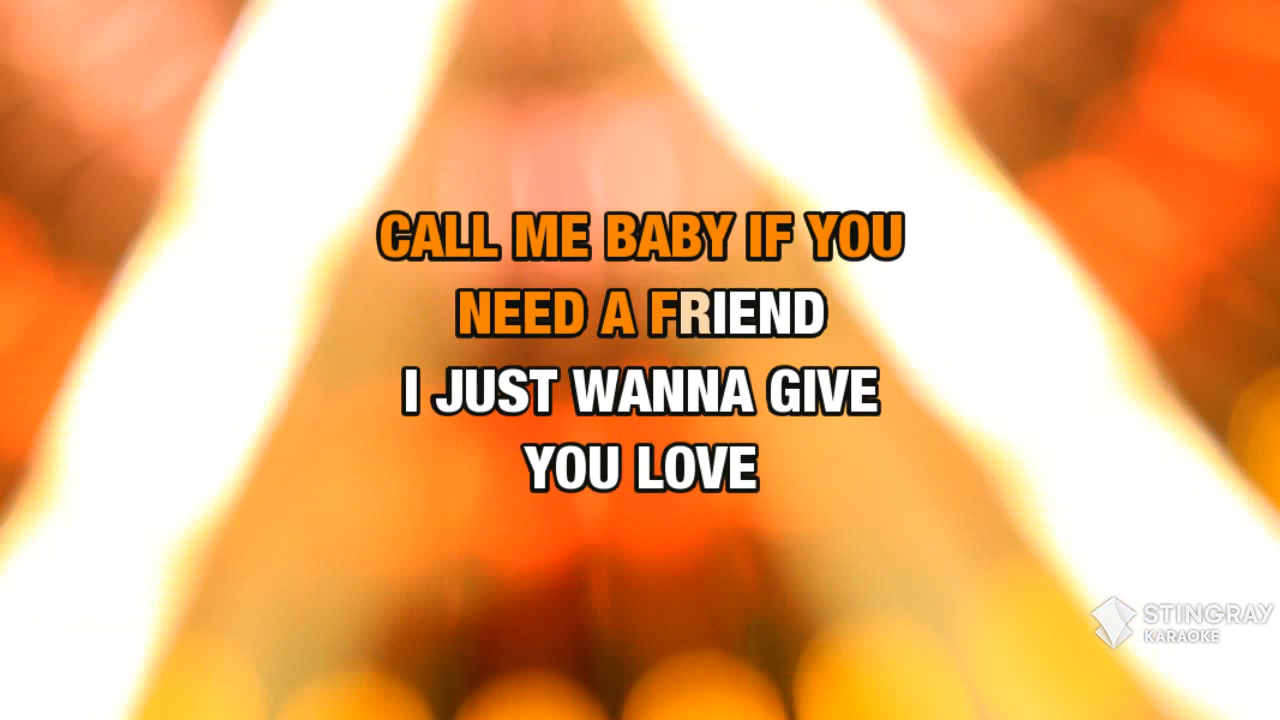 CALL ME BABY IF YOU
NEED A FRIEND
I JUST WANNA GIVE
YOU LOVE
STINGRAY
KARAOKE